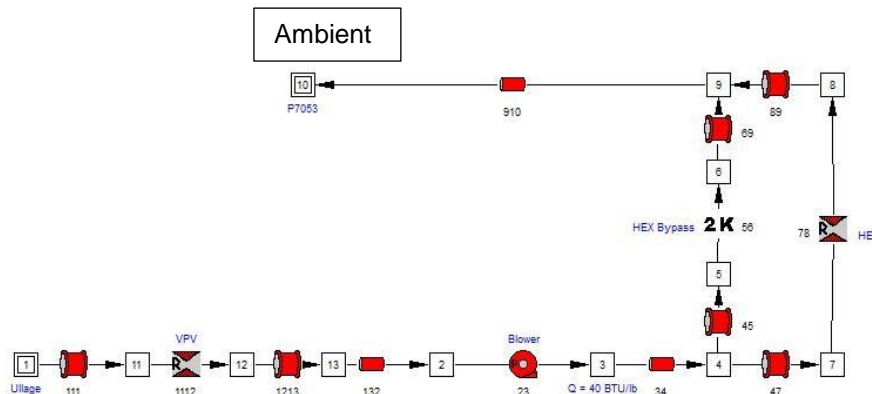 Ambient
10
9
8
P7053
910
89
69
6
HEX Bypass
2 K
56
78
R
HE
5
VPV
Blower
45
1
11
R
12
13
2
P
3
4
7
Ullage
111
1112
1213
132
23
Q = 40 BTU/lb
34
47